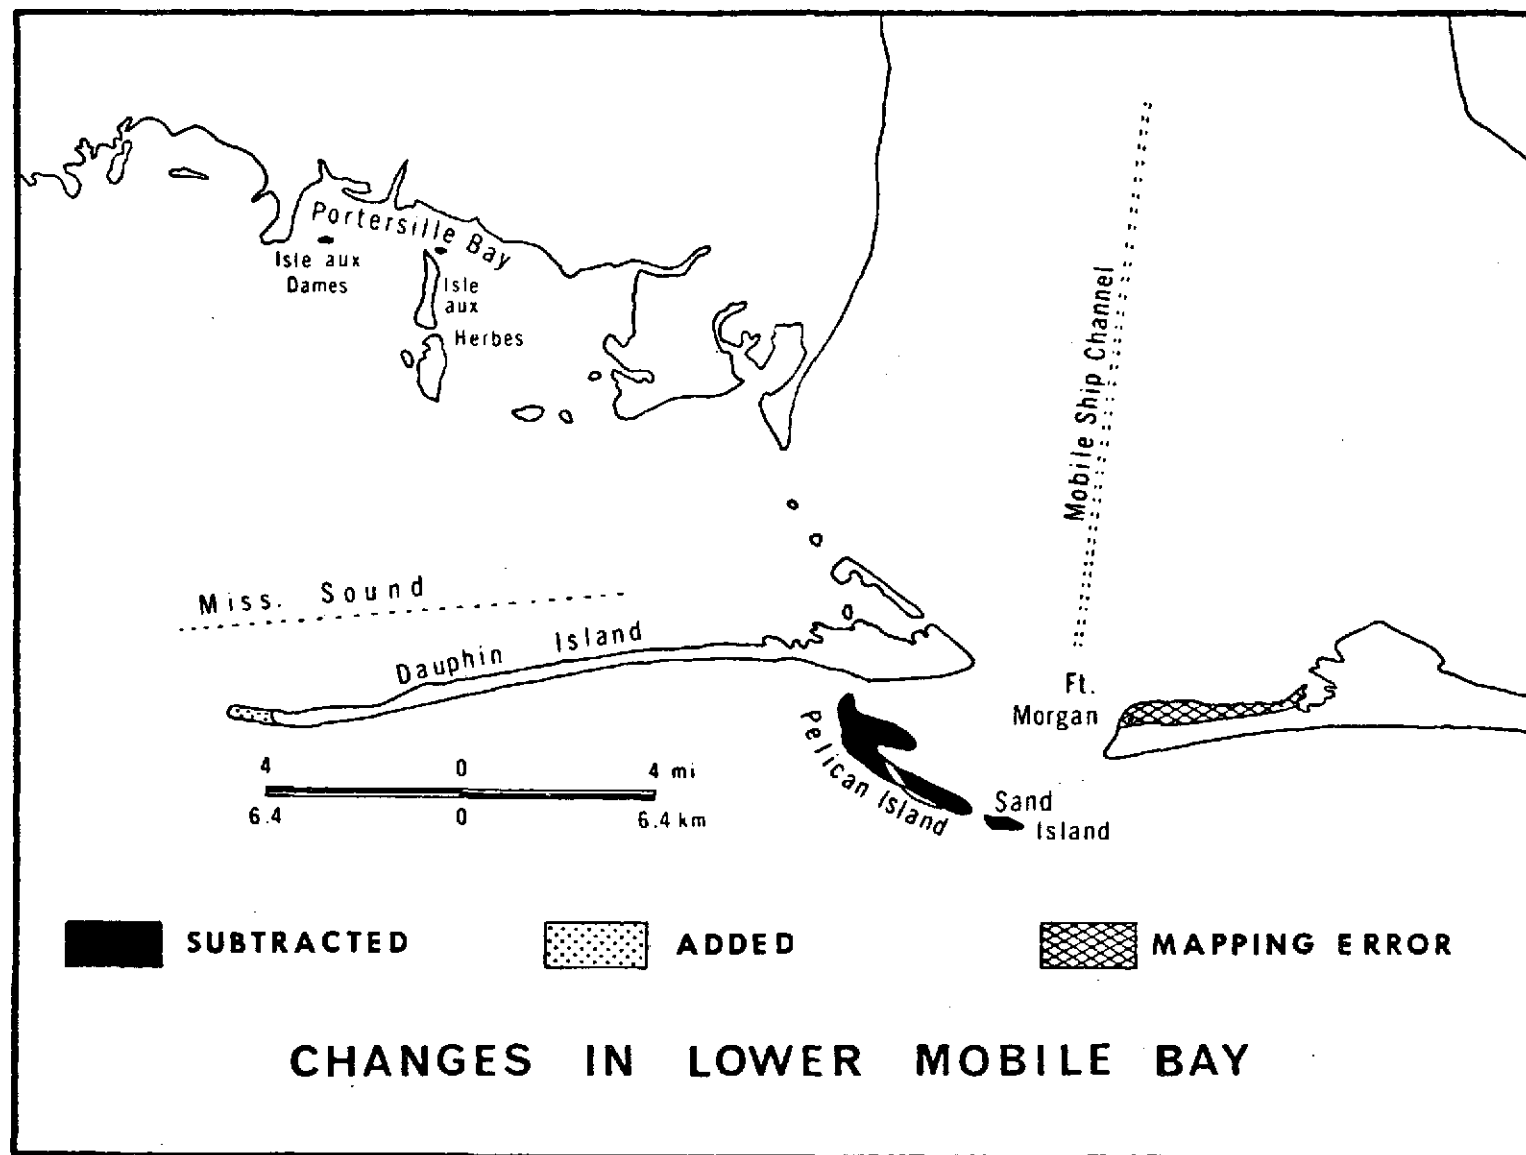 Portersille Bay
Isle aux
Dames
Isle
aux
Herbes
Mobile Ship Channel
Miss. Sound
Dauphin Island
Ft.
Morgan
Pelican Island
Sand
Island
4 0 4 mi
6.4 0 6.4 km
SUBTRACTED
ADDED
MAPPING ERROR
CHANGES IN LOWER MOBILE BAY